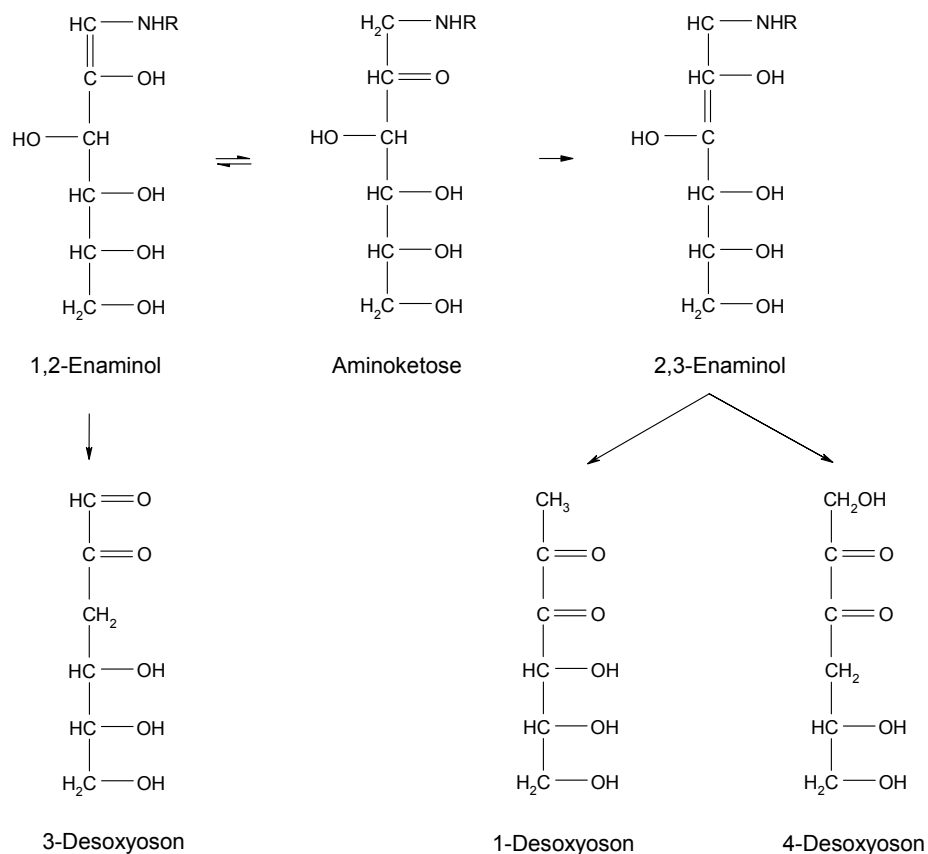 HC NHR H₂C NHR HC NHR
C OH HC O HC OH
HO CH HO CH HO C
HC OH HC OH HC OH
HC OH HC OH HC OH
H₂C OH H₂C OH H₂C OH
1,2-Enaminol Aminoketose 2,3-Enaminol
HC O CH₃ CH₂OH
C O C O C O
CH₂ C O C O
HC OH HC OH CH₂
HC OH HC OH HC OH
H₂C OH H₂C OH H₂C OH
3-Desoxyoson 1-Desoxyoson 4-Desoxyoson